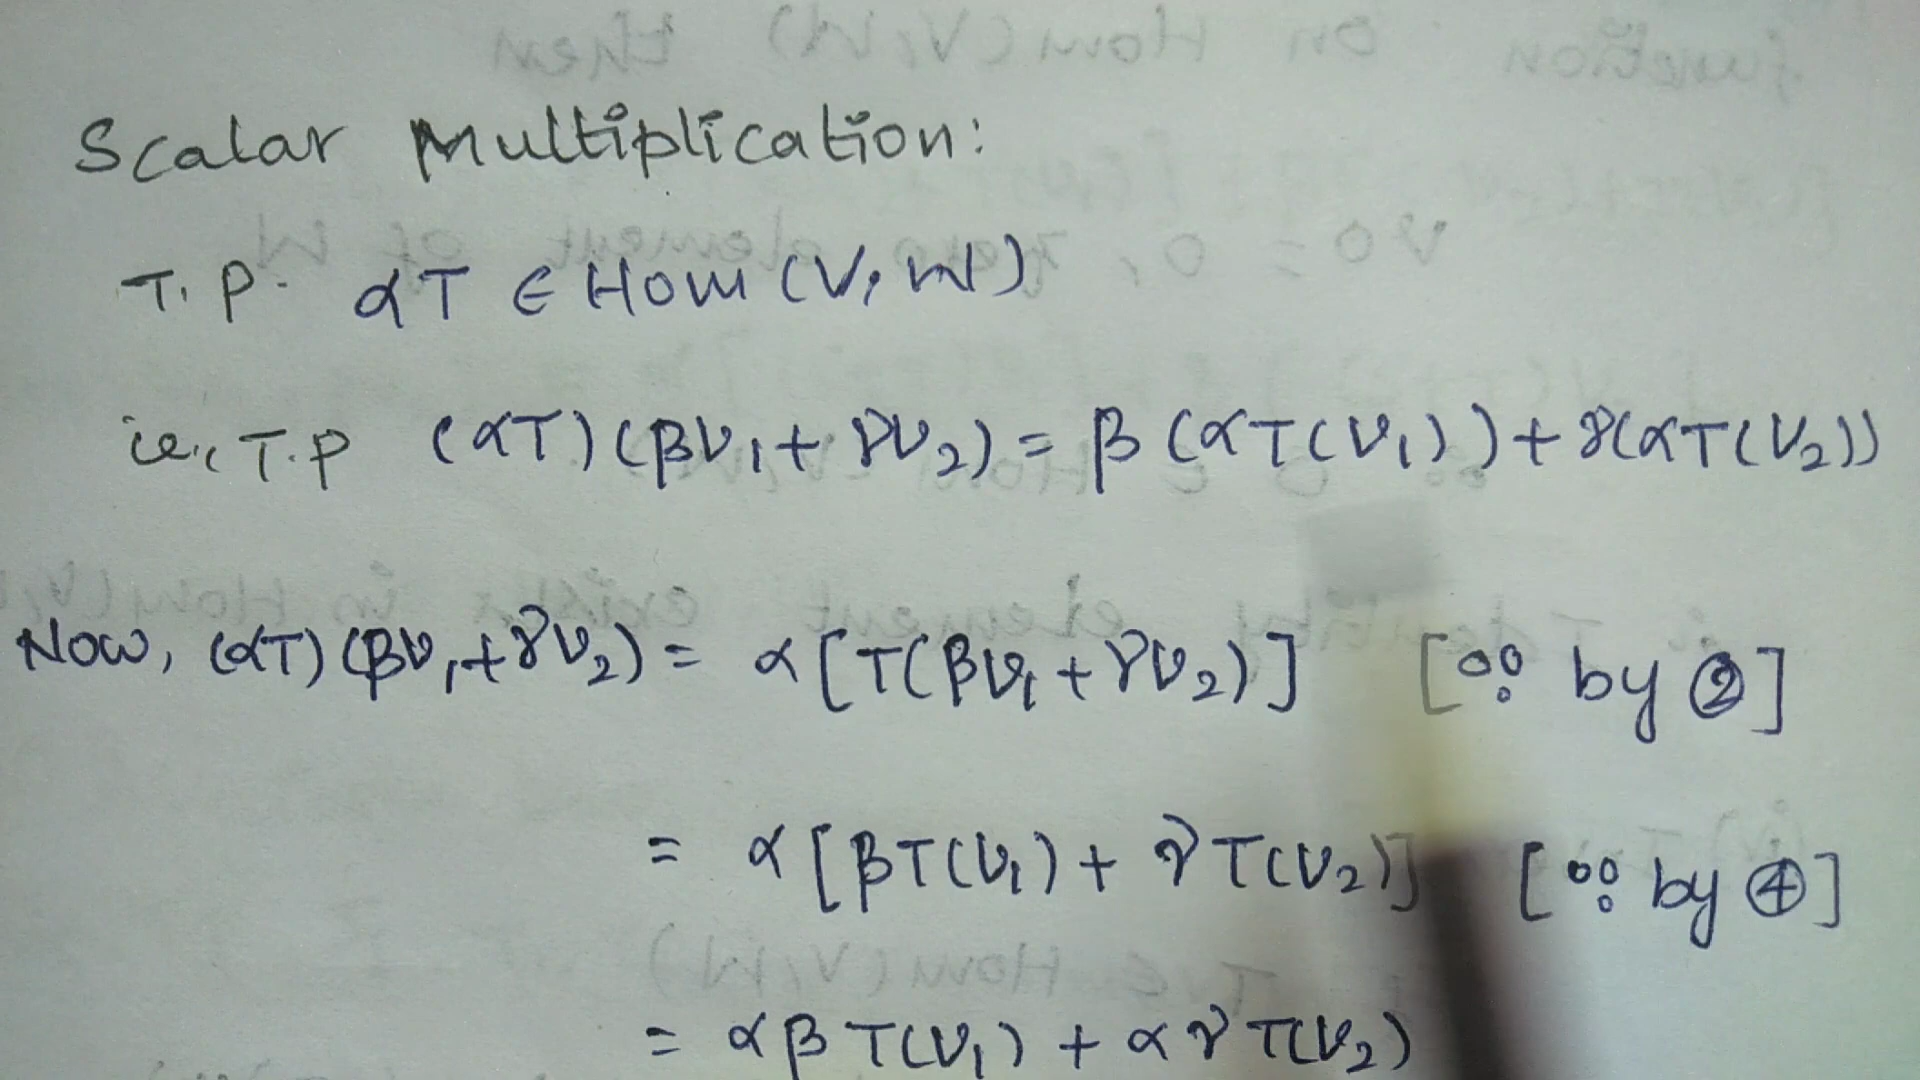 Scalar Multiplication:
T.P. αT ∈ Hom (V, W)
ie., T.P (αT)(βv₁ + γv₂) = β(αT(v₁)) + γ(αT(v₂))
Now, (αT)(βv₁+γv₂) = α[T(βv₁+γv₂)] [∵ by ②]
= α[βT(v₁) + γT(v₂)] [∵ by ④]
= αβT(v₁) + αγT(v₂)